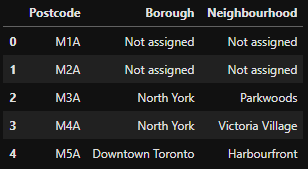 Postcode Borough Neighbourhood
0 M1A Not assigned Not assigned
1 M2A Not assigned Not assigned
2 M3A North York Parkwoods
3 M4A North York Victoria Village
4 M5A Downtown Toronto Harbourfront